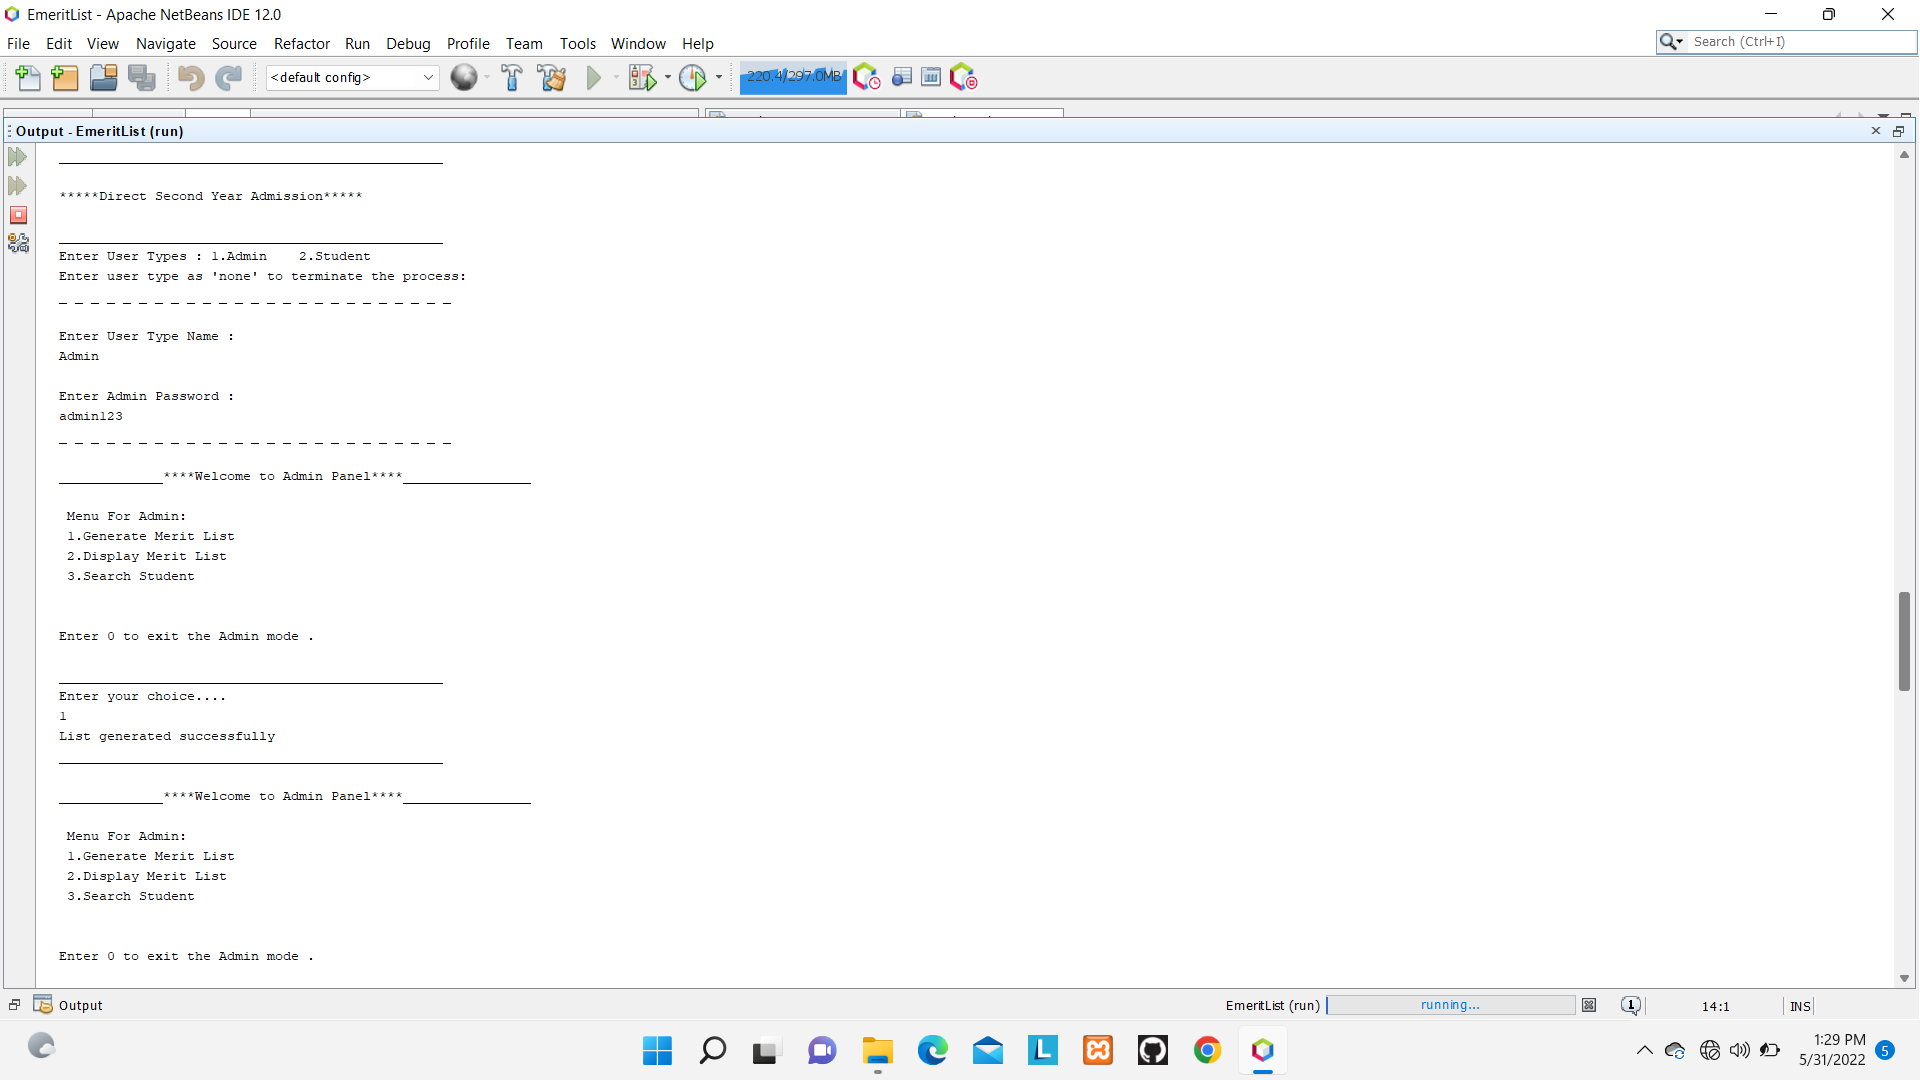 EmeritList - Apache NetBeans IDE 12.0
File Edit View Navigate Source Refactor Run Debug Profile Team Tools Window Help
Search (Ctrl+I)
<default config>
220.4/297.0MB
Output - EmeritList (run)
*****Direct Second Year Admission*****
Enter User Types : 1.Admin    2.Student
Enter user type as 'none' to terminate the process:
_ _ _ _ _ _ _ _ _ _ _ _ _ _ _ _ _ _ _ _ _ _ _ _ _
Enter User Type Name :
Admin
Enter Admin Password :
admin123
_ _ _ _ _ _ _ _ _ _ _ _ _ _ _ _ _ _ _ _ _ _ _ _ _
_____________****Welcome to Admin Panel****________________
Menu For Admin:
1.Generate Merit List
2.Display Merit List
3.Search Student
Enter 0 to exit the Admin mode .
Enter your choice....
1
List generated successfully
_____________****Welcome to Admin Panel****________________
Menu For Admin:
1.Generate Merit List
2.Display Merit List
3.Search Student
Enter 0 to exit the Admin mode .
Output
EmeritList (run)
running...
1
14:1
INS
L
1:29 PM
5/31/2022
5